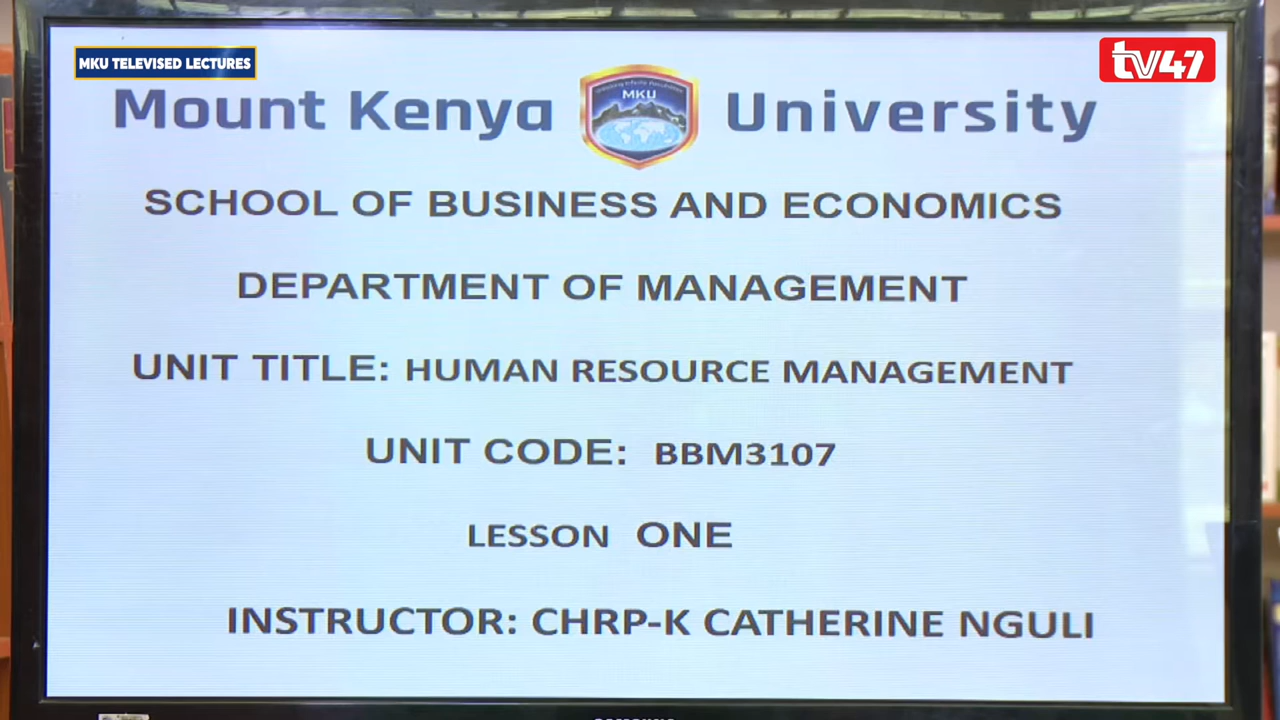 MKU TELEVISED LECTURES
tv47
Mount Kenya MKU University
SCHOOL OF BUSINESS AND ECONOMICS
DEPARTMENT OF MANAGEMENT
UNIT TITLE: HUMAN RESOURCE MANAGEMENT
UNIT CODE: BBM3107
LESSON ONE
INSTRUCTOR: CHRP-K CATHERINE NGULI